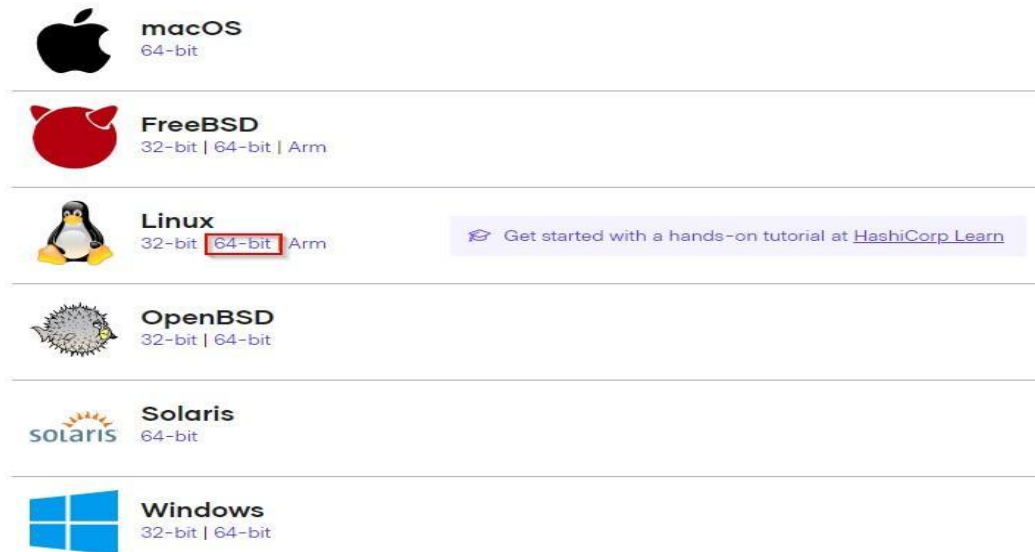 macOS
64-bit
FreeBSD
32-bit | 64-bit | Arm
Linux
32-bit 64-bit Arm
Get started with a hands-on tutorial at HashiCorp Learn
OpenBSD
32-bit | 64-bit
Solaris
solaris
64-bit
Windows
32-bit | 64-bit